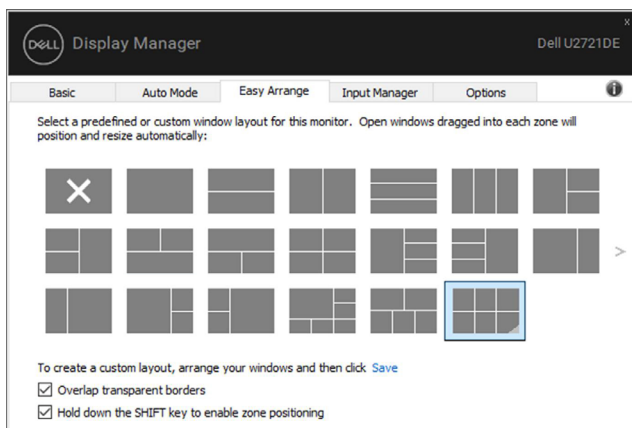 x
DELL Display Manager Dell U2721DE
Basic Auto Mode Easy Arrange Input Manager Options i
Select a predefined or custom window layout for this monitor. Open windows dragged into each zone will
position and resize automatically:
>
To create a custom layout, arrange your windows and then click Save
Overlap transparent borders
Hold down the SHIFT key to enable zone positioning